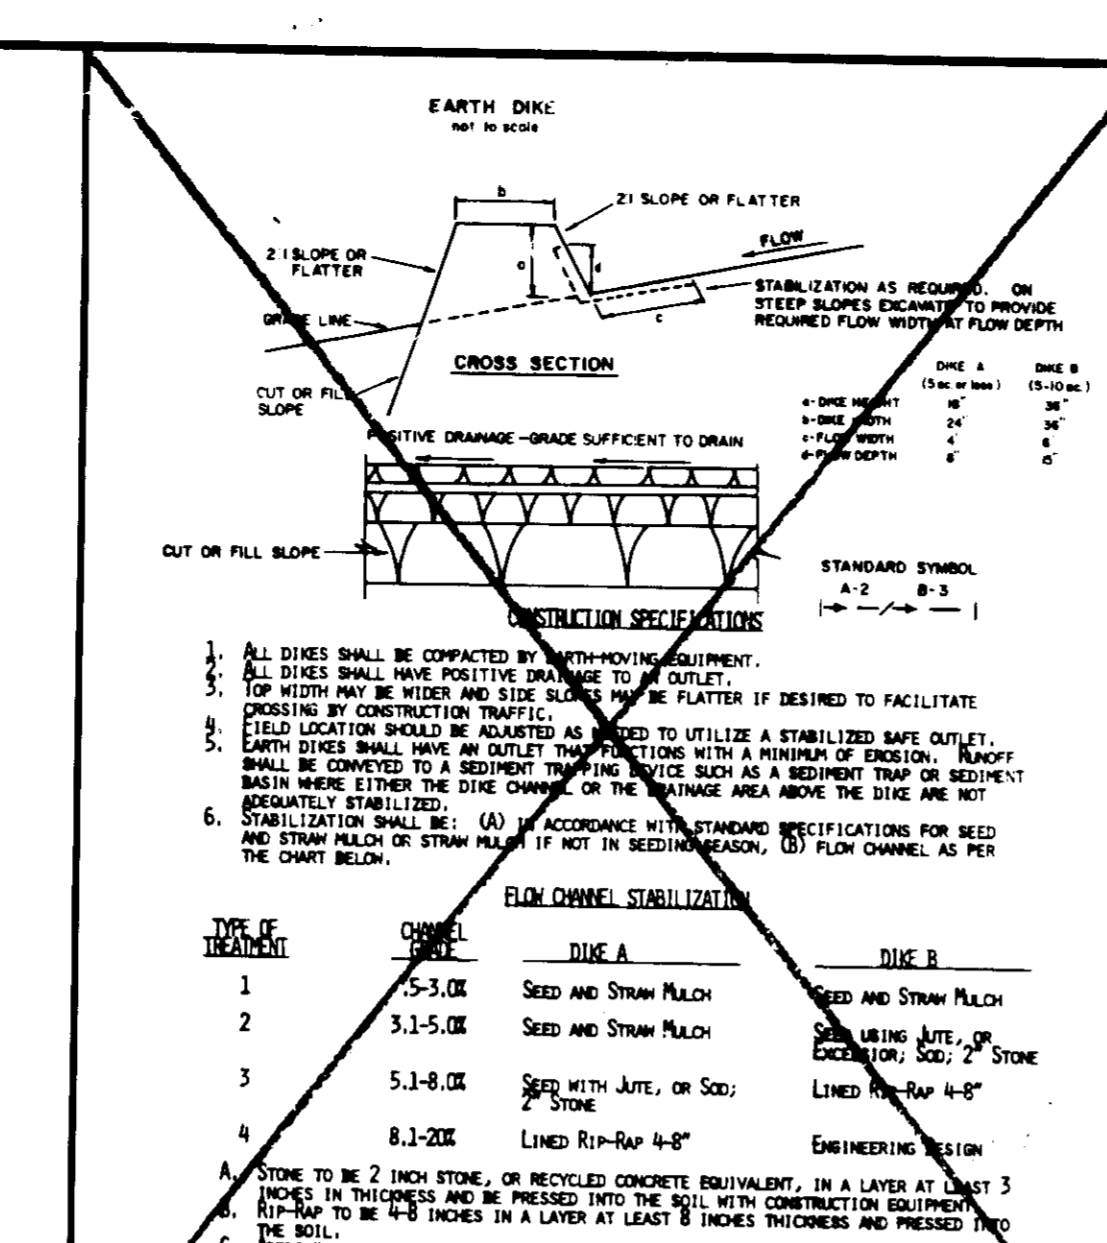 EARTH DIKE
not to scale
b
2:1 SLOPE OR FLATTER
FLOW
2:1 SLOPE OR
FLATTER
a
d
STABILIZATION AS REQUIRED. ON
STEEP SLOPES EXCAVATE TO PROVIDE
REQUIRED FLOW WIDTH AT FLOW DEPTH
GRADE LINE
c
CROSS SECTION
CUT OR FILL
SLOPE
DIKE A DIKE B
(5 ac. or less) (5-10 ac.)
a-DIKE HEIGHT 18" 36"
b-DIKE WIDTH 24" 36"
c-FLOW WIDTH 4' 6'
d-FLOW DEPTH 8" 15"
POSITIVE DRAINAGE-GRADE SUFFICIENT TO DRAIN
CUT OR FILL SLOPE
STANDARD SYMBOL
A-2 B-3
CONSTRUCTION SPECIFICATIONS
1. ALL DIKES SHALL BE COMPACTED BY EARTH-MOVING EQUIPMENT.
2. ALL DIKES SHALL HAVE POSITIVE DRAINAGE TO AN OUTLET.
3. TOP WIDTH MAY BE WIDER AND SIDE SLOPES MAY BE FLATTER IF DESIRED TO FACILITATE
CROSSING BY CONSTRUCTION TRAFFIC.
4. FIELD LOCATION SHOULD BE ADJUSTED AS NEEDED TO UTILIZE A STABILIZED SAFE OUTLET.
5. EARTH DIKES SHALL HAVE AN OUTLET THAT FUNCTIONS WITH A MINIMUM OF EROSION. RUNOFF
SHALL BE CONVEYED TO A SEDIMENT TRAPPING DEVICE SUCH AS A SEDIMENT TRAP OR SEDIMENT
BASIN WHERE EITHER THE DIKE CHANNEL OR THE DRAINAGE AREA ABOVE THE DIKE ARE NOT
ADEQUATELY STABILIZED.
6. STABILIZATION SHALL BE: (A) IN ACCORDANCE WITH STANDARD SPECIFICATIONS FOR SEED
AND STRAW MULCH OR STRAW MULCH IF NOT IN SEEDING SEASON, (B) FLOW CHANNEL AS PER
THE CHART BELOW.
FLOW CHANNEL STABILIZATION
TYPE OF
TREATMENT
CHANNEL
GRADE
DIKE A DIKE B
1 .5-3.0% SEED AND STRAW MULCH SEED AND STRAW MULCH
2 3.1-5.0% SEED AND STRAW MULCH SEED USING JUTE, OR
EXCELSIOR; SOD; 2" STONE
3 5.1-8.0% SEED WITH JUTE, OR SOD; LINED RIP-RAP 4-8"
2" STONE
4 8.1-20% LINED RIP-RAP 4-8" ENGINEERING DESIGN
A. STONE TO BE 2 INCH STONE, OR RECYCLED CONCRETE EQUIVALENT, IN A LAYER AT LEAST 3
INCHES IN THICKNESS AND BE PRESSED INTO THE SOIL WITH CONSTRUCTION EQUIPMENT.
B. RIP-RAP TO BE 4-8 INCHES IN A LAYER AT LEAST 8 INCHES THICKNESS AND PRESSED INTO
THE SOIL.